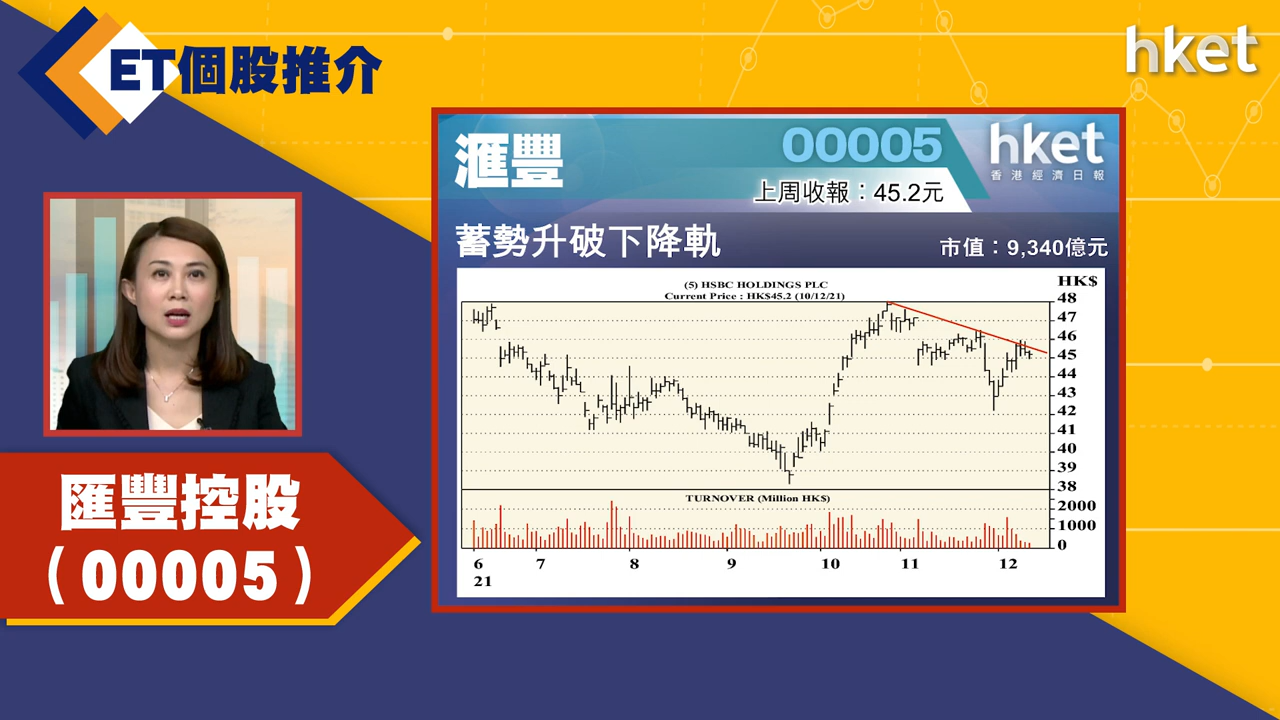 ET個股推介
hket
滙豐
00005
hket
香港經濟日報
上周收報：45.2元
蓄勢升破下降軌
市值：9,340億元
(5) HSBC HOLDINGS PLC
Current Price : HK$45.2 (10/12/21)
HK$
48
47
46
45
44
43
42
41
40
39
38
TURNOVER (Million HK$)
2000
1000
0
6 7 8 9 10 11 12
21
匯豐控股
（00005）